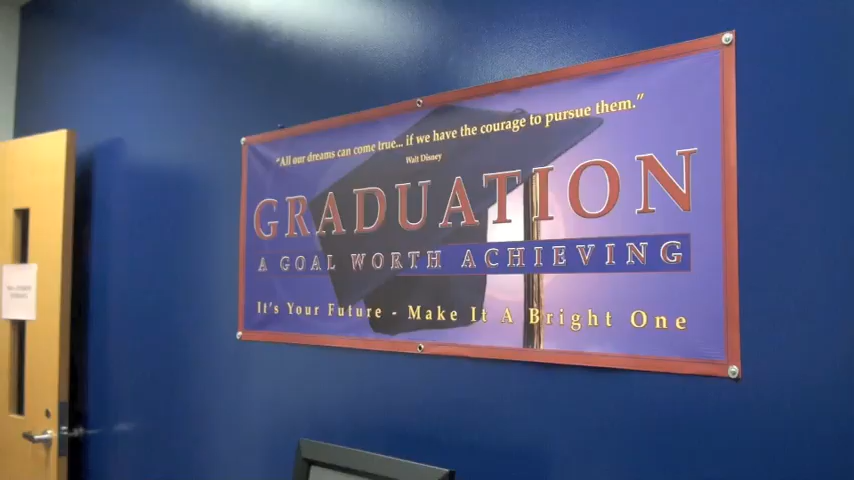 "All our dreams can come true... if we have the courage to pursue them."
Walt Disney
GRADUATION
A GOAL WORTH ACHIEVING
It's Your Future - Make It A Bright One